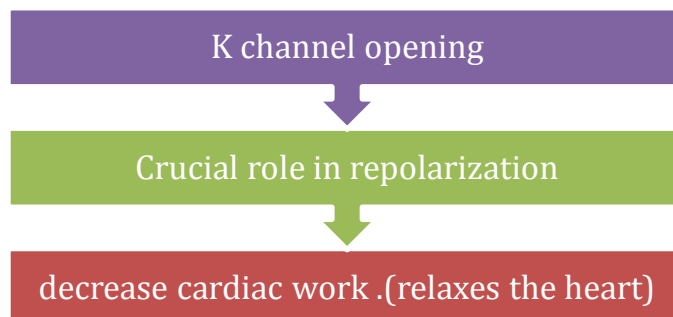 K channel opening
Crucial role in repolarization
decrease cardiac work .(relaxes the heart)